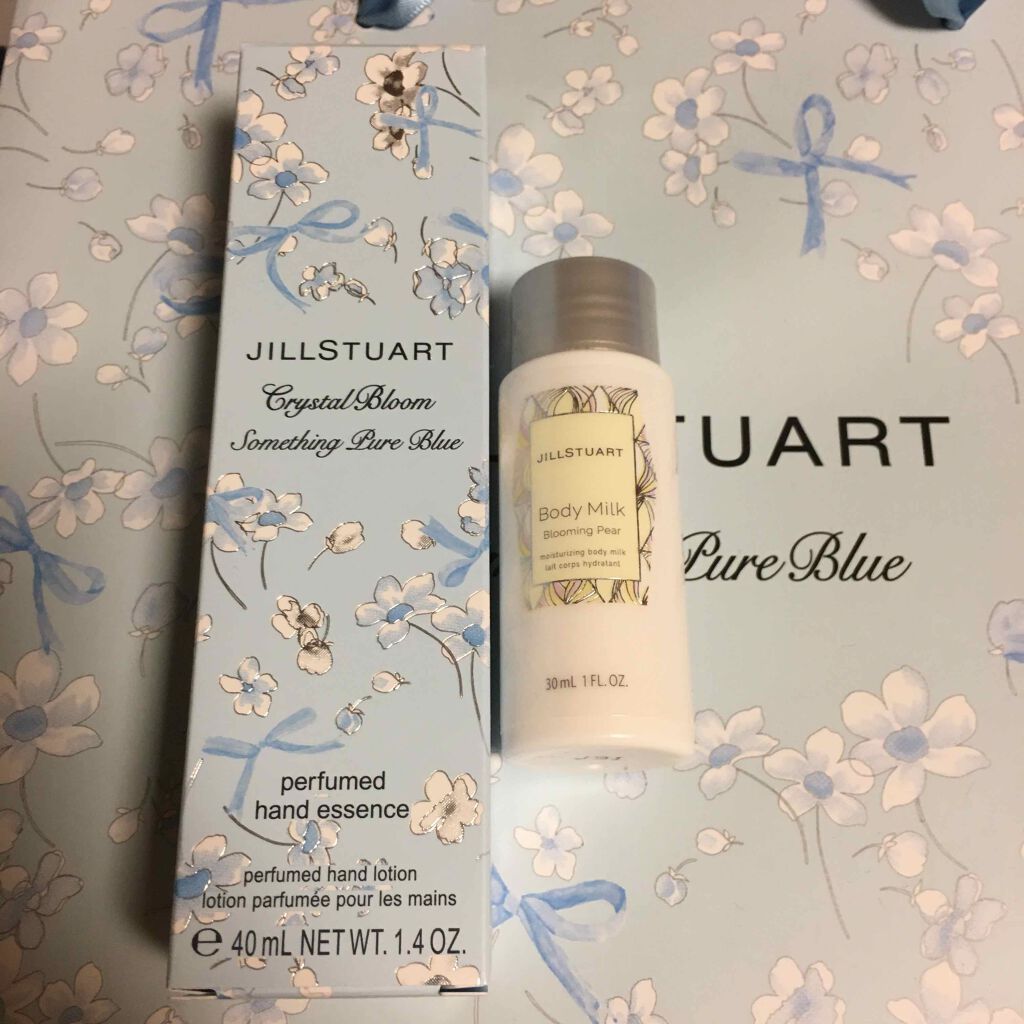 JILLSTUART
Crystal Bloom
Something Pure Blue
perfumed
hand essence
perfumed hand lotion
lotion parfumée pour les mains
℮ 40 mL NET WT. 1.4 OZ.
JILLSTUART
Body Milk
Blooming Pear
moisturizing body milk
lait corps hydratant
30 mL 1 FL. OZ.
STUART
Pure Blue